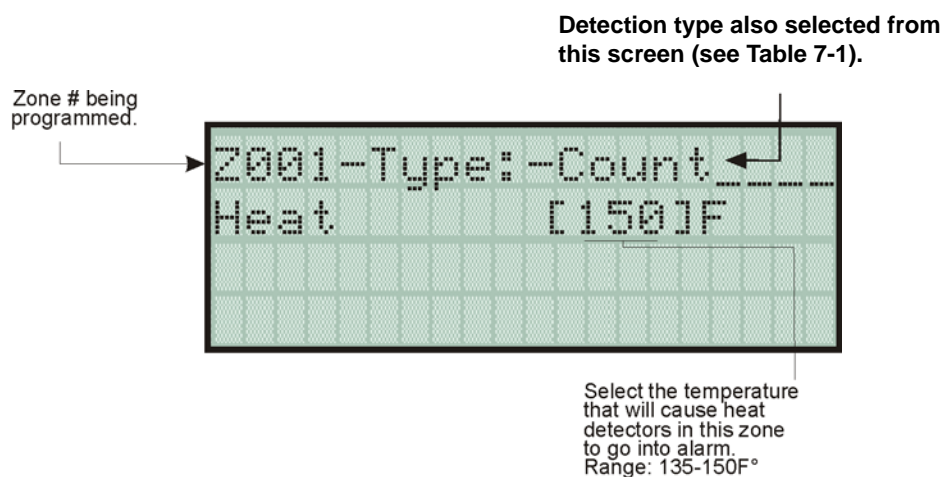 Detection type also selected from
this screen (see Table 7-1).
Zone # being
programmed.
Z001-Type:-Count_ _ _ _
Heat [150]F
Select the temperature
that will cause heat
detectors in this zone
to go into alarm.
Range: 135-150F°